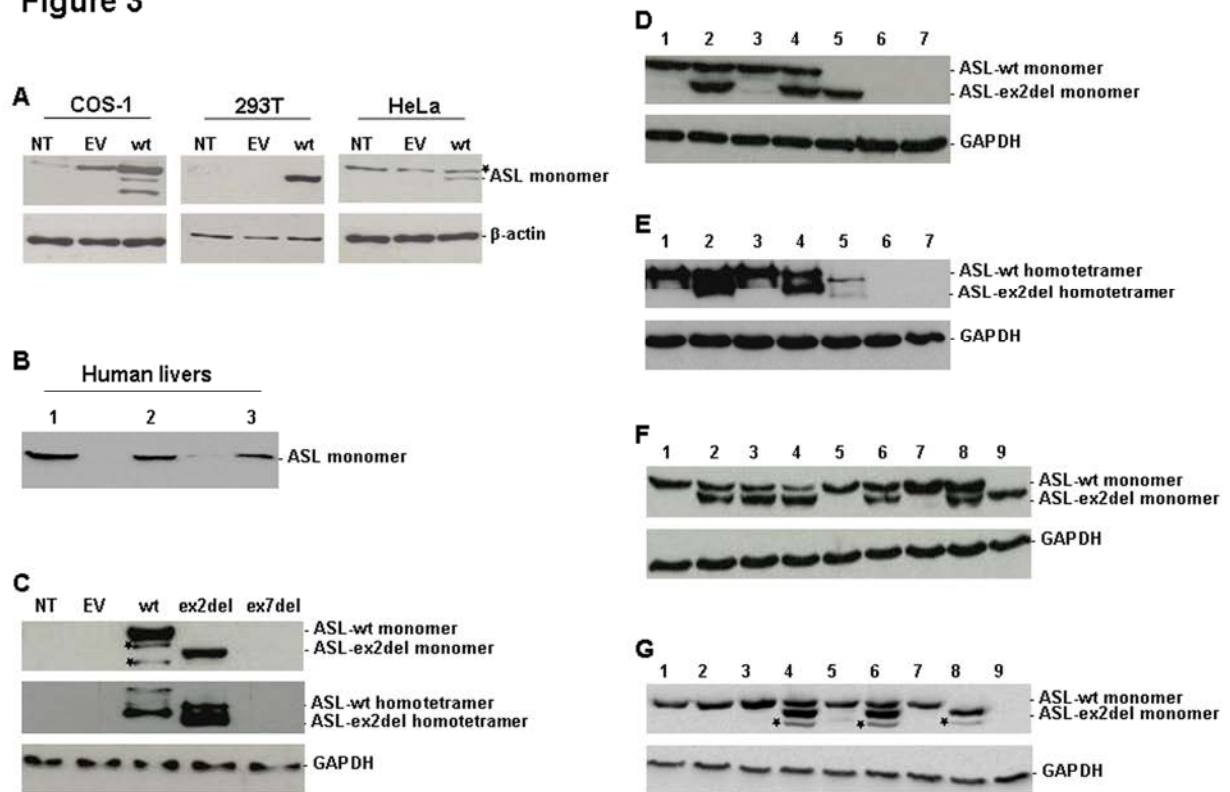 Figure 3
A
COS-1 293T HeLa
NT EV wt NT EV wt NT EV wt
*
ASL monomer
- β-actin
B
Human livers
1 2 3
- ASL monomer
C
NT EV wt ex2del ex7del
- ASL-wt monomer
*
- ASL-ex2del monomer
*
- ASL-wt homotetramer
- ASL-ex2del homotetramer
- GAPDH
D
1 2 3 4 5 6 7
- ASL-wt monomer
- ASL-ex2del monomer
- GAPDH
E
1 2 3 4 5 6 7
- ASL-wt homotetramer
- ASL-ex2del homotetramer
- GAPDH
F
1 2 3 4 5 6 7 8 9
- ASL-wt monomer
- ASL-ex2del monomer
- GAPDH
G
1 2 3 4 5 6 7 8 9
- ASL-wt monomer
- ASL-ex2del monomer
* * *
- GAPDH